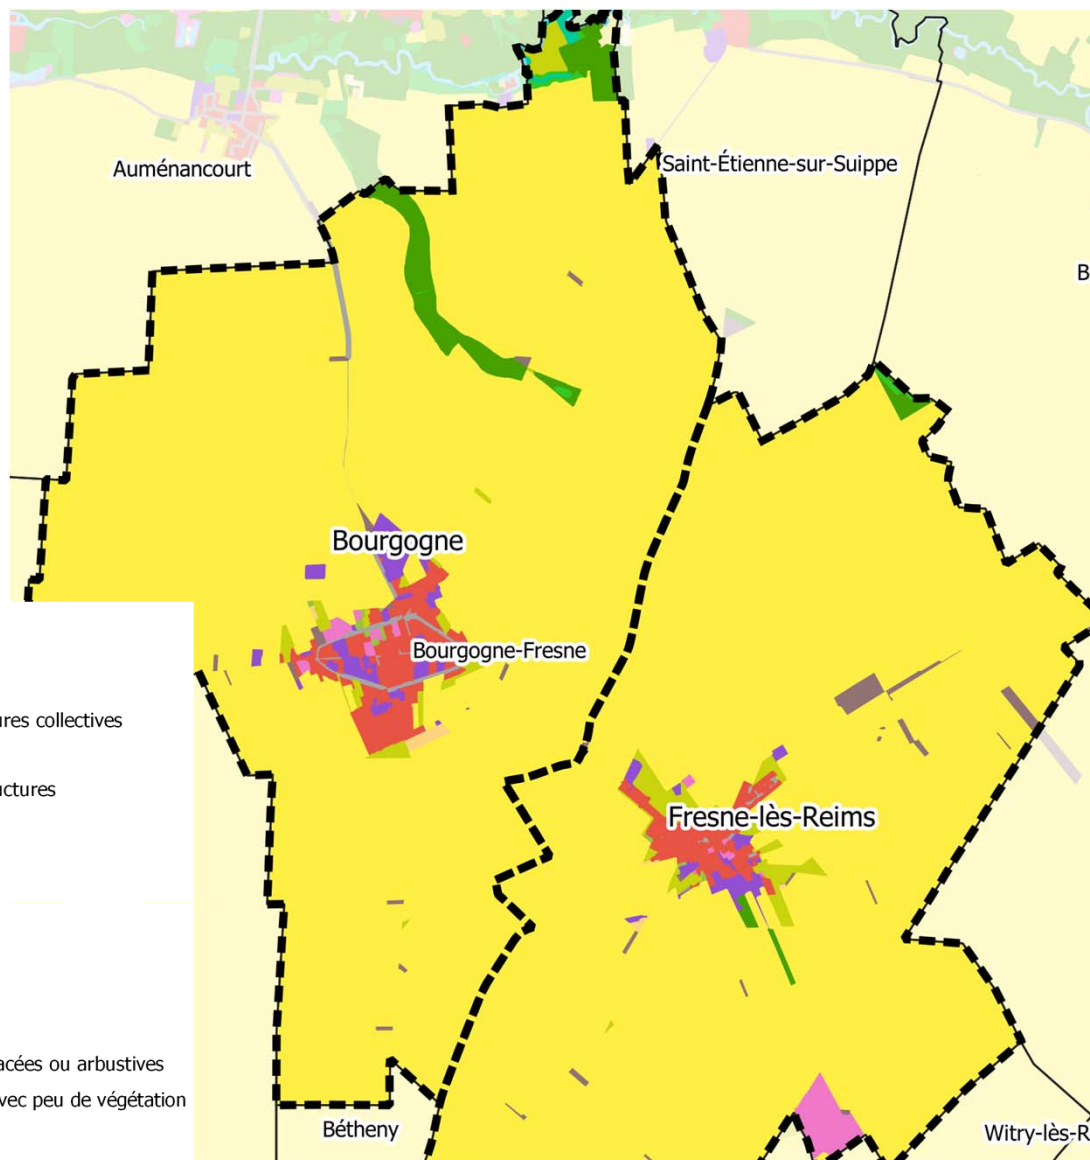 Auménancourt
Saint-Étienne-sur-Suippe
B
Bourgogne
Bourgogne-Fresne
ures collectives
uctures
Fresne-lès-Reims
acées ou arbustives
vec peu de végétation
Bétheny
Witry-lès-R